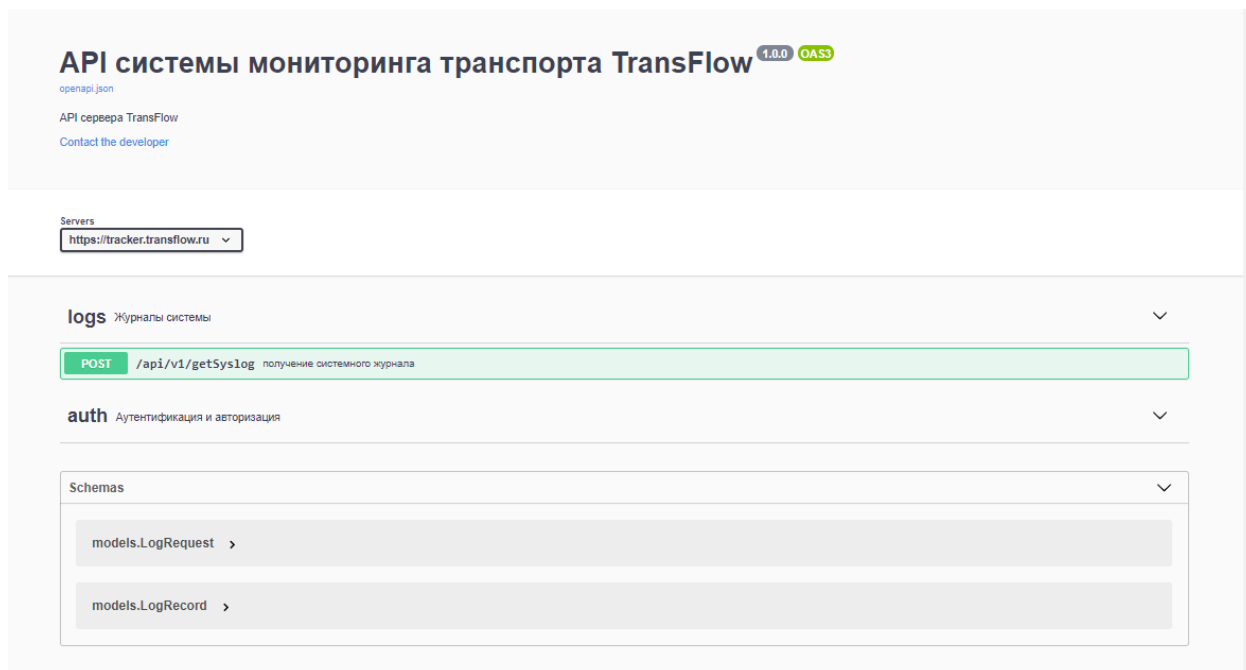 API системы мониторинга транспорта TransFlow 1.0.0 OAS3
openapi.json
API сервера TransFlow
Contact the developer
Servers
https://tracker.transflow.ru
logs Журналы системы
POST /api/v1/getSyslog получение системного журнала
auth Аутентификация и авторизация
Schemas
models.LogRequest
models.LogRecord